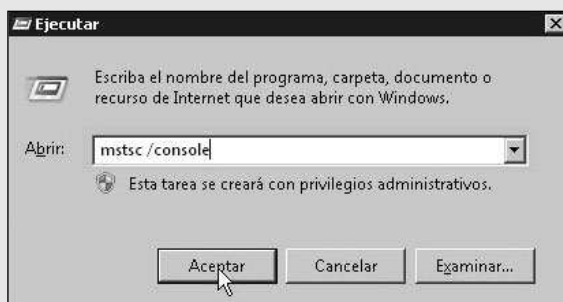 Ejecutar
Escriba el nombre del programa, carpeta, documento o
recurso de Internet que desea abrir con Windows.
Abrir:
mstsc /console
Esta tarea se creará con privilegios administrativos.
Aceptar
Cancelar
Examinar...